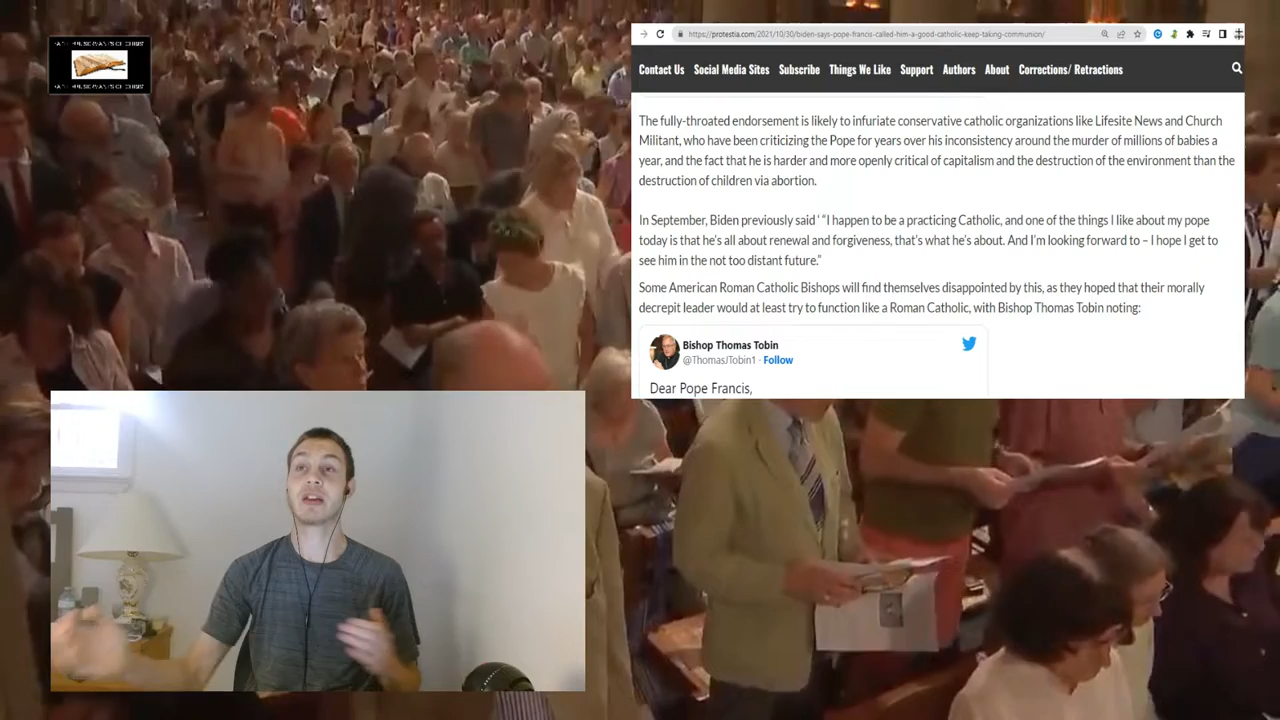 https://protestia.com/2021/10/30/biden-says-pope-francis-called-him-a-good-catholic-keep-taking-communion/
Contact Us Social Media Sites Subscribe Things We Like Support Authors About Corrections/ Retractions
The fully-throated endorsement is likely to infuriate conservative catholic organizations like Lifesite News and Church
Militant, who have been criticizing the Pope for years over his inconsistency around the murder of millions of babies a
year, and the fact that he is harder and more openly critical of capitalism and the destruction of the environment than the
destruction of children via abortion.
In September, Biden previously said ‘ “I happen to be a practicing Catholic, and one of the things I like about my pope
today is that he’s all about renewal and forgiveness, that’s what he’s about. And I’m looking forward to – I hope I get to
see him in the not too distant future.”
Some American Roman Catholic Bishops will find themselves disappointed by this, as they hoped that their morally
decrepit leader would at least try to function like a Roman Catholic, with Bishop Thomas Tobin noting:
Bishop Thomas Tobin
@ThomasJTobin1 · Follow
Dear Pope Francis,